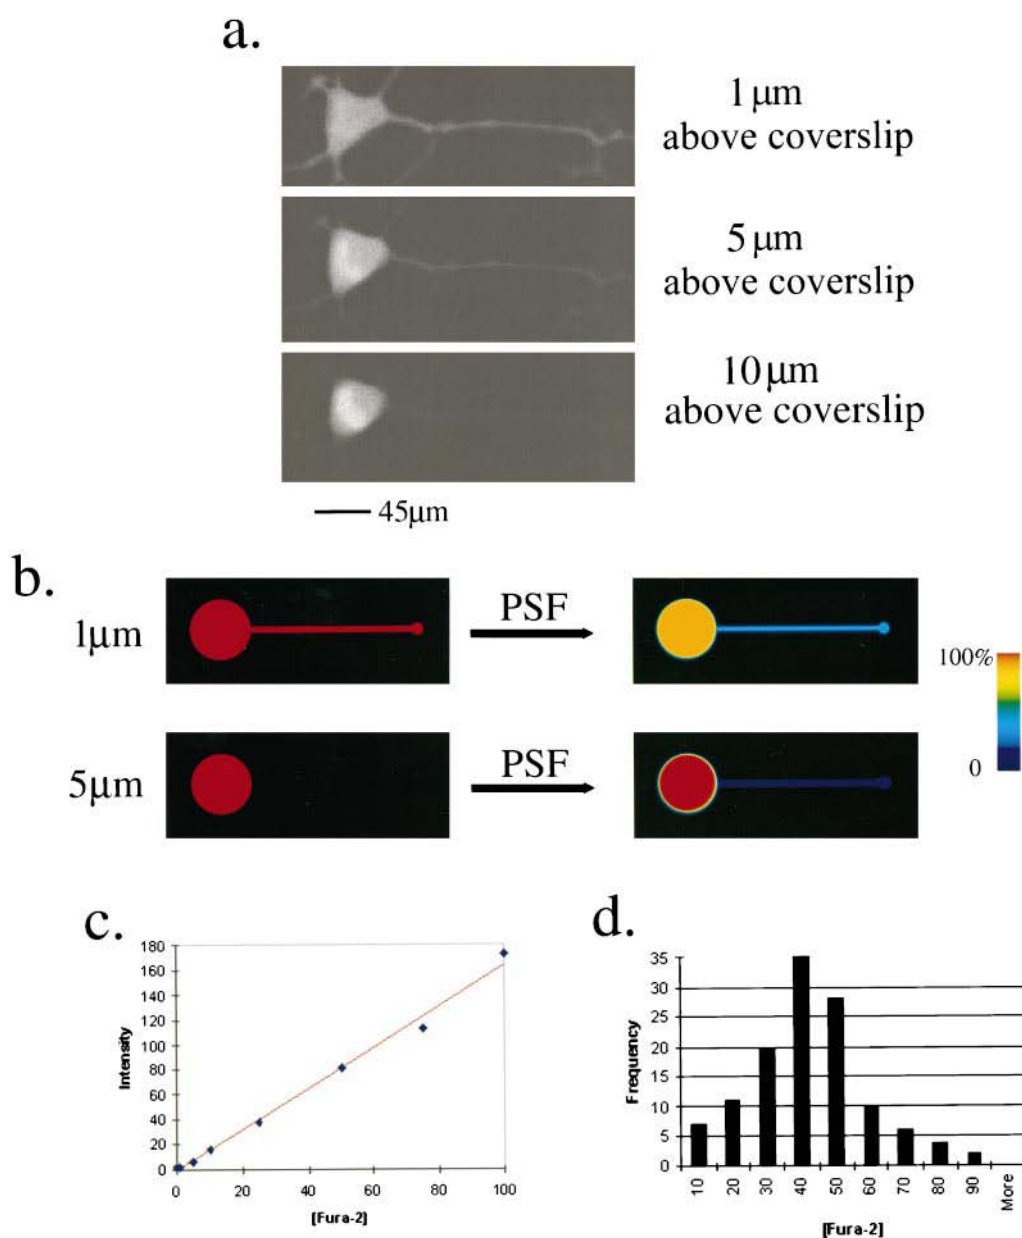 a.
1 μm
above coverslip
5 μm
above coverslip
10 μm
above coverslip
45μm
b.
1μm
PSF
100%
0
5μm
PSF
c.
180
160
140
120
100
80
60
40
20
0
Intensity
0 20 40 60 80 100
[Fura-2]
d.
35
30
25
20
15
10
5
0
Frequency
10 20 30 40 50 60 70 80 90 More
[Fura-2]